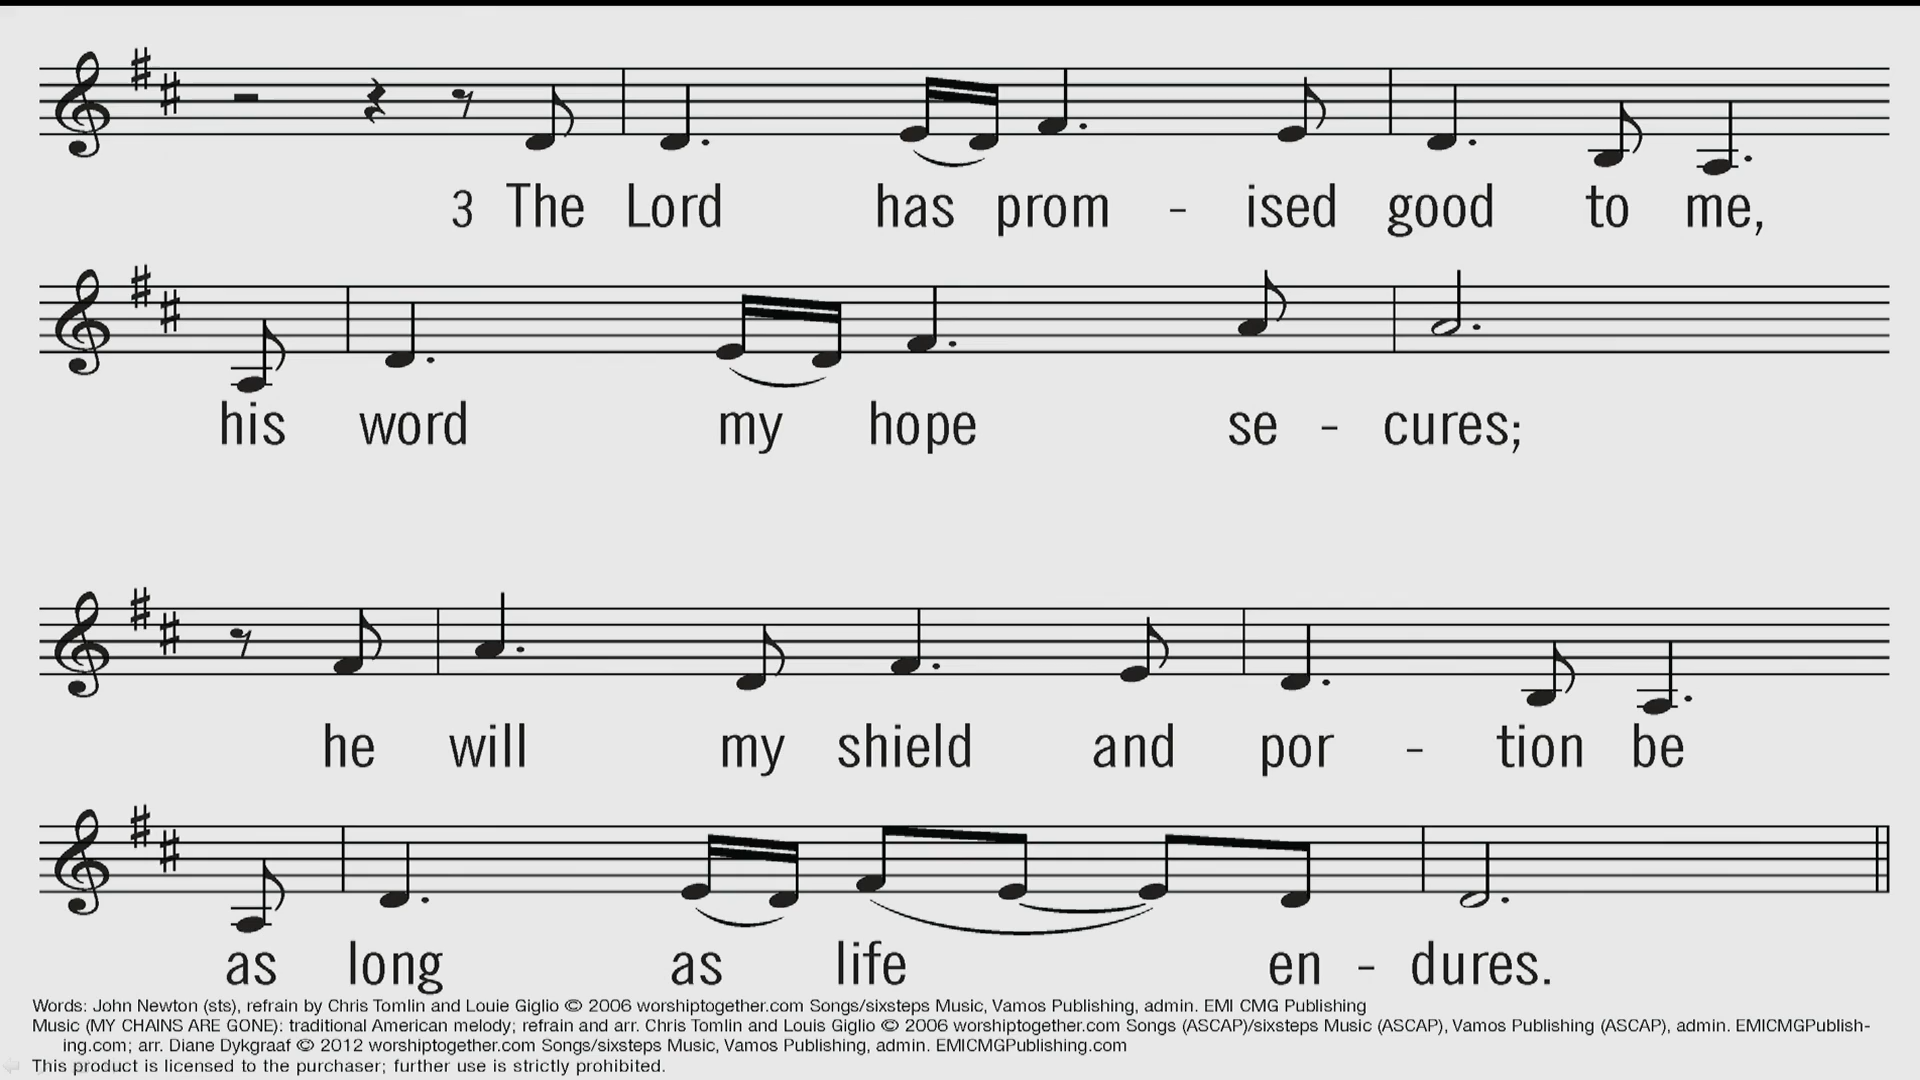 3 The Lord has prom - ised good to me,
his word my hope se - cures;
he will my shield and por - tion be
as long as life en - dures.
Words: John Newton (sts), refrain by Chris Tomlin and Louie Giglio © 2006 worshiptogether.com Songs/sixsteps Music, Vamos Publishing, admin. EMI CMG Publishing
Music (MY CHAINS ARE GONE): traditional American melody; refrain and arr. Chris Tomlin and Louis Giglio © 2006 worshiptogether.com Songs (ASCAP)/sixsteps Music (ASCAP), Vamos Publishing (ASCAP), admin. EMICMGPublish-
ing.com; arr. Diane Dykgraaf © 2012 worshiptogether.com Songs/sixsteps Music, Vamos Publishing, admin. EMICMGPublishing.com
This product is licensed to the purchaser; further use is strictly prohibited.